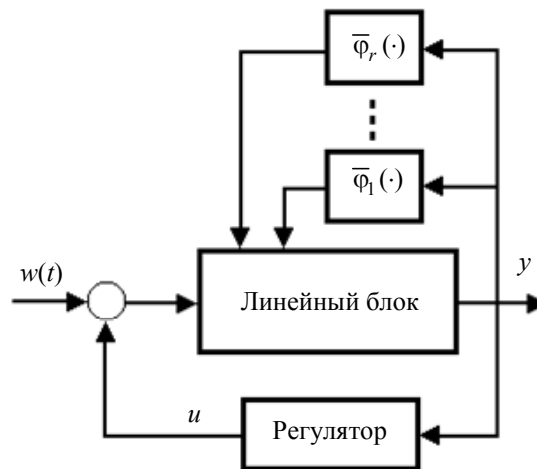 φ̅ᵣ(·)
φ̅₁(·)
w(t)
Линейный блок
y
u
Регулятор